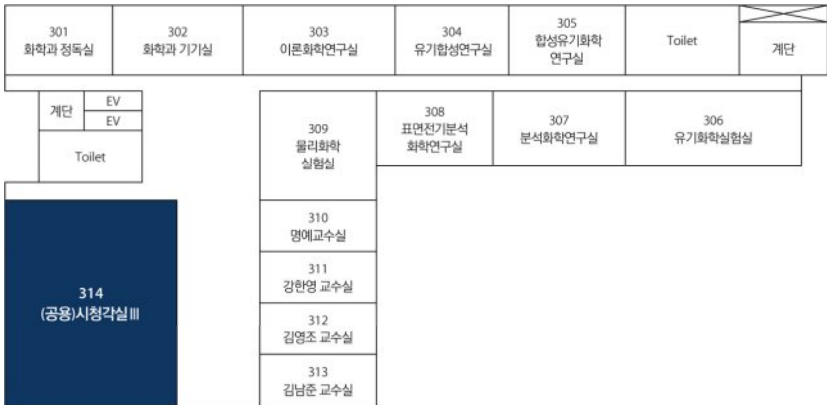 301
화학과 정독실
302
화학과 기기실
303
이론화학연구실
304
유기합성연구실
305
합성유기화학
연구실
Toilet
계단
계단
EV
EV
Toilet
309
물리화학
실험실
308
표면전기분석
화학연구실
307
분석화학연구실
306
유기화학실험실
310
명예교수실
311
강한영 교수실
312
김영조 교수실
313
김남준 교수실
314
(공용)시청각실Ⅲ